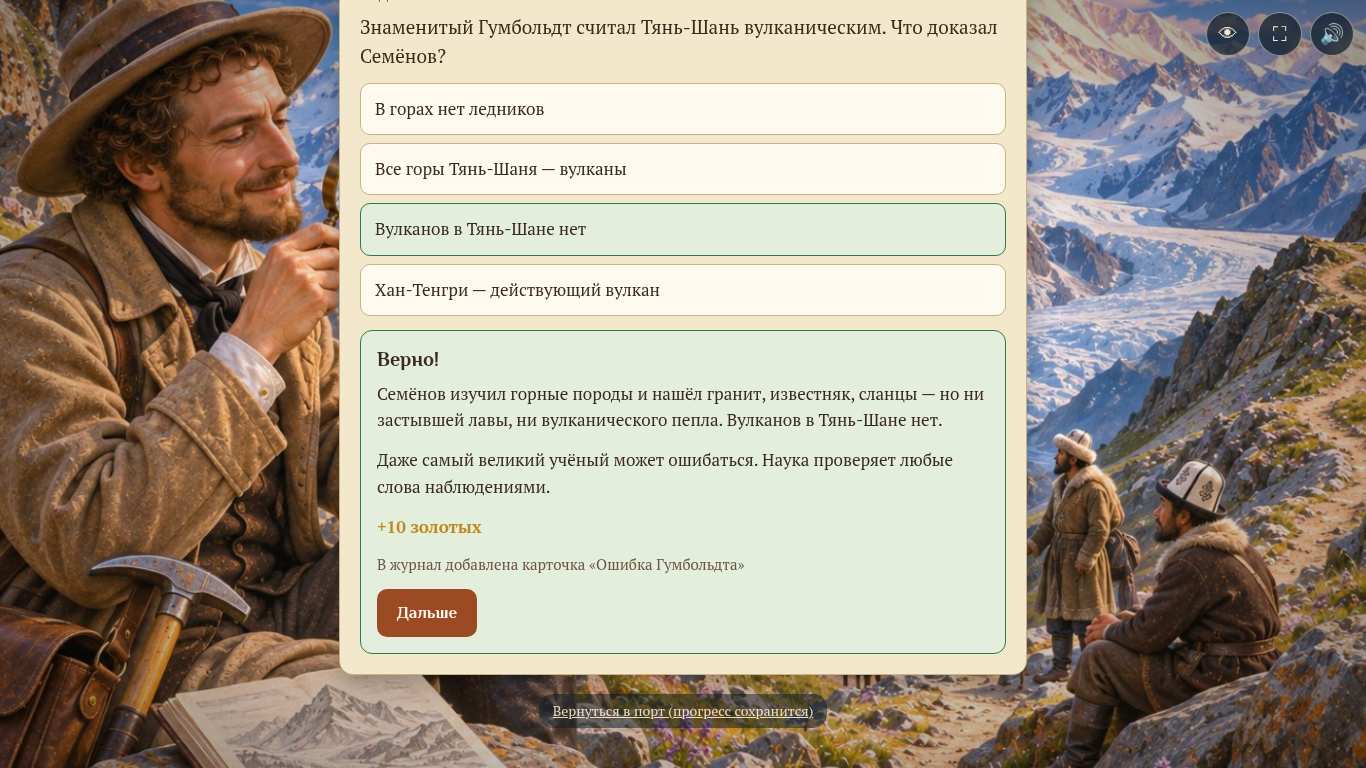 Знаменитый Гумбольдт считал Тянь-Шань вулканическим. Что доказал
Семёнов?
В горах нет ледников
Все горы Тянь-Шаня — вулканы
Вулканов в Тянь-Шане нет
Хан-Тенгри — действующий вулкан
Верно!
Семёнов изучил горные породы и нашёл гранит, известняк, сланцы — но ни
застывшей лавы, ни вулканического пепла. Вулканов в Тянь-Шане нет.
Даже самый великий учёный может ошибаться. Наука проверяет любые
слова наблюдениями.
+10 золотых
В журнал добавлена карточка «Ошибка Гумбольдта»
Дальше
Вернуться в порт (прогресс сохранится)